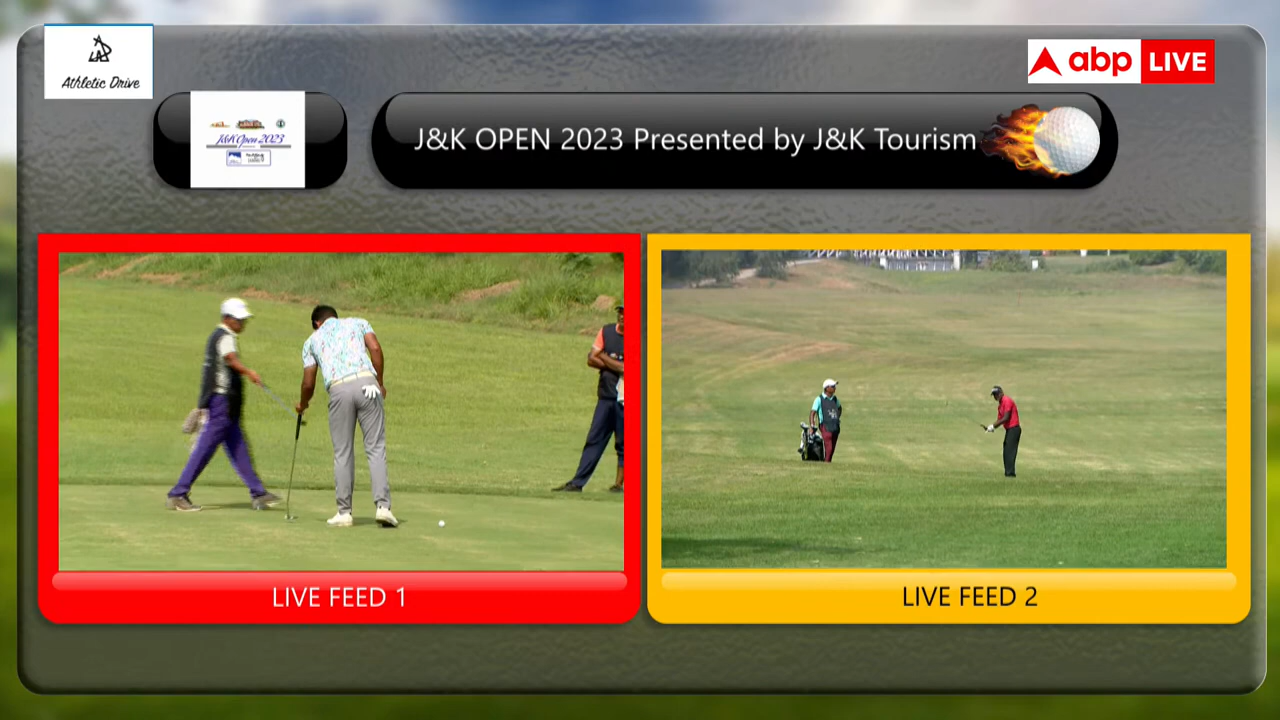 Athletic Drive
abp LIVE
J&K Open 2023
J&K OPEN 2023 Presented by J&K Tourism
LIVE FEED 1
LIVE FEED 2